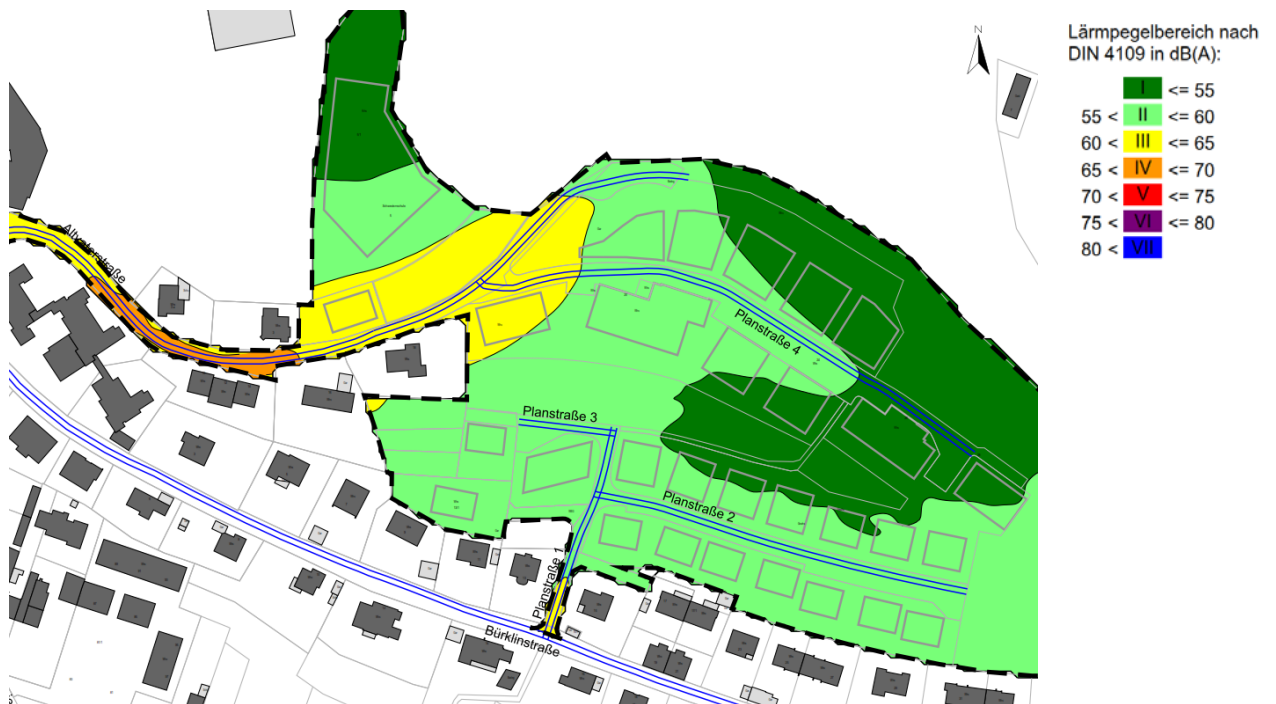 Lärmpegelbereich nach
DIN 4109 in dB(A):
I <= 55
55 < II <= 60
60 < III <= 65
65 < IV <= 70
70 < V <= 75
75 < VI <= 80
80 < VII
N
Altvaterstraße
Planstraße 4
Planstraße 3
Planstraße 2
Planstraße 1
Bürklinstraße